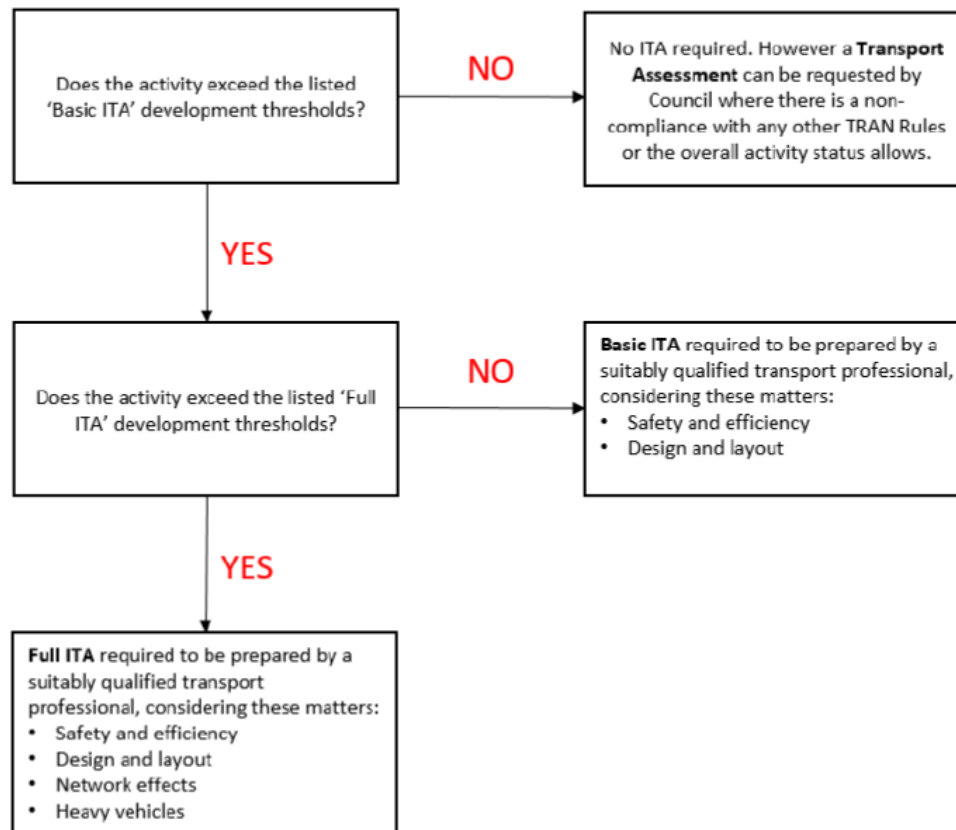 Does the activity exceed the listed
‘Basic ITA’ development thresholds?
NO
No ITA required. However a Transport
Assessment can be requested by
Council where there is a non-
compliance with any other TRAN Rules
or the overall activity status allows.
YES
Does the activity exceed the listed ‘Full
ITA’ development thresholds?
NO
Basic ITA required to be prepared by a
suitably qualified transport professional,
considering these matters:
• Safety and efficiency
• Design and layout
YES
Full ITA required to be prepared by a
suitably qualified transport
professional, considering these matters:
• Safety and efficiency
• Design and layout
• Network effects
• Heavy vehicles